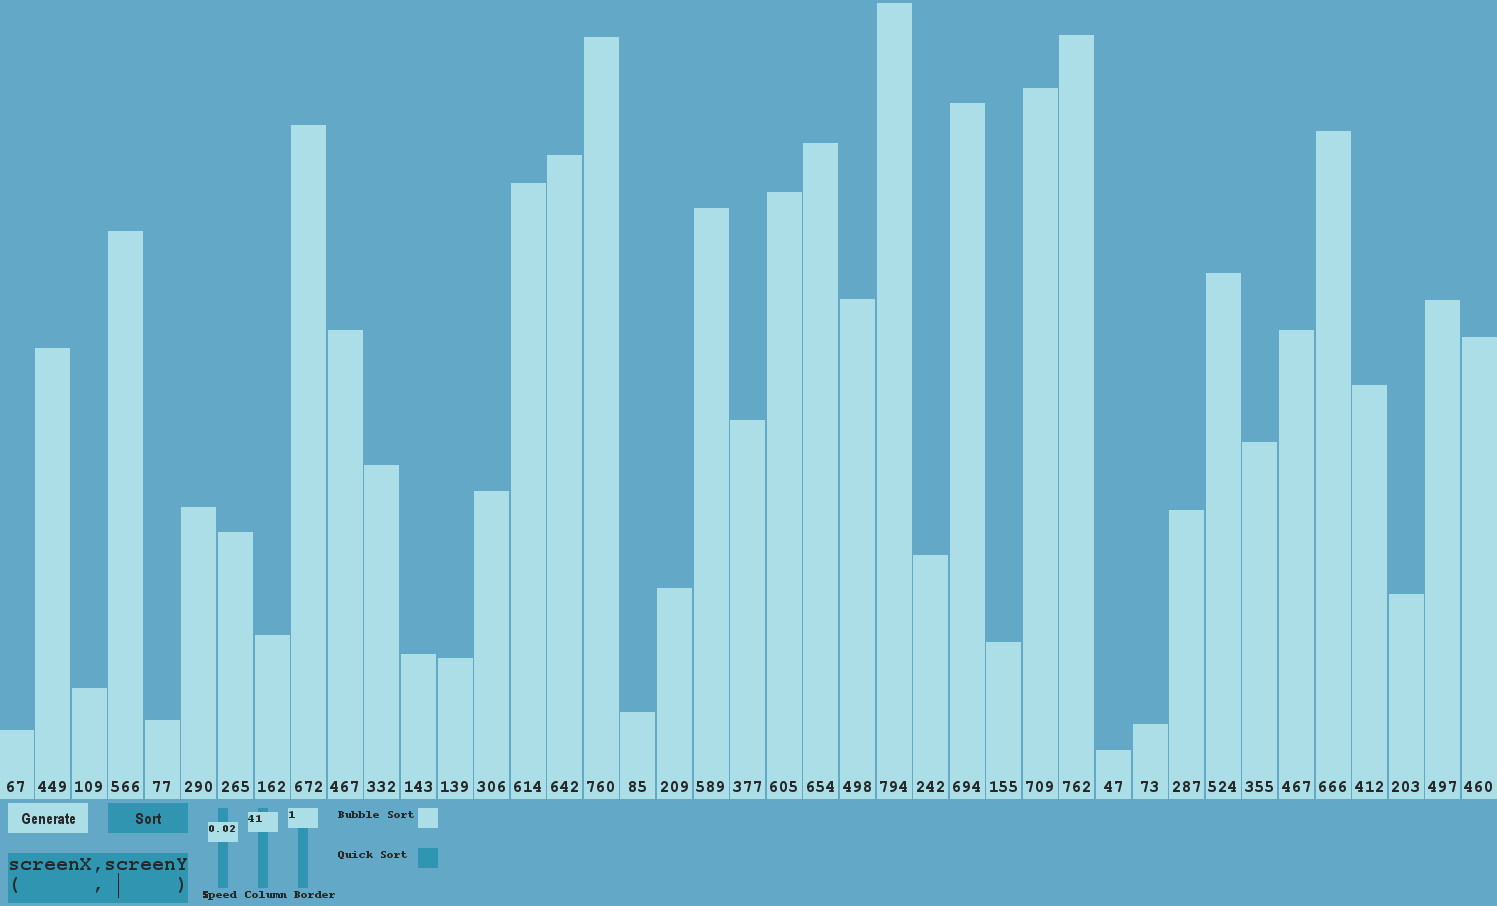 67 449 109 566 77 290 265 162 672 467 332 143 139 306 614 642 760 85 209 589 377 605 654 498 794 242 694 155 709 762 47 73 287 524 355 467 666 412 203 497 460
Generate Sort 0.02 41 1 Bubble Sort
Quick Sort
screenX,screenY
( , )
Speed Column Border